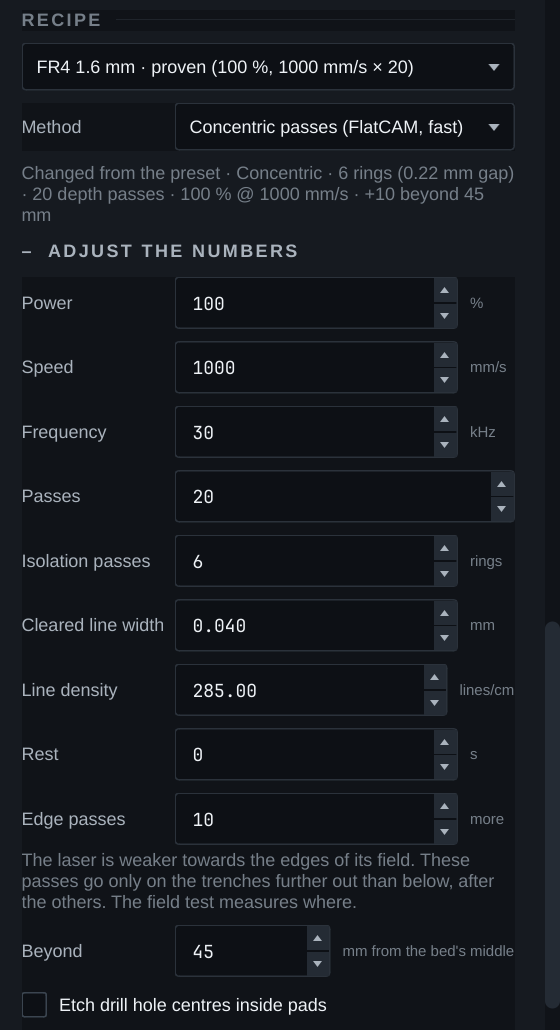 RECIPE
FR4 1.6 mm · proven (100 %, 1000 mm/s × 20)
Method Concentric passes (FlatCAM, fast)
Changed from the preset · Concentric · 6 rings (0.22 mm gap)
· 20 depth passes · 100 % @ 1000 mm/s · +10 beyond 45
mm
– ADJUST THE NUMBERS
Power 100 %
Speed 1000 mm/s
Frequency 30 kHz
Passes 20
Isolation passes 6 rings
Cleared line width 0.040 mm
Line density 285.00 lines/cm
Rest 0 s
Edge passes 10 more
The laser is weaker towards the edges of its field. These
passes go only on the trenches further out than below, after
the others. The field test measures where.
Beyond 45 mm from the bed's middle
Etch drill hole centres inside pads